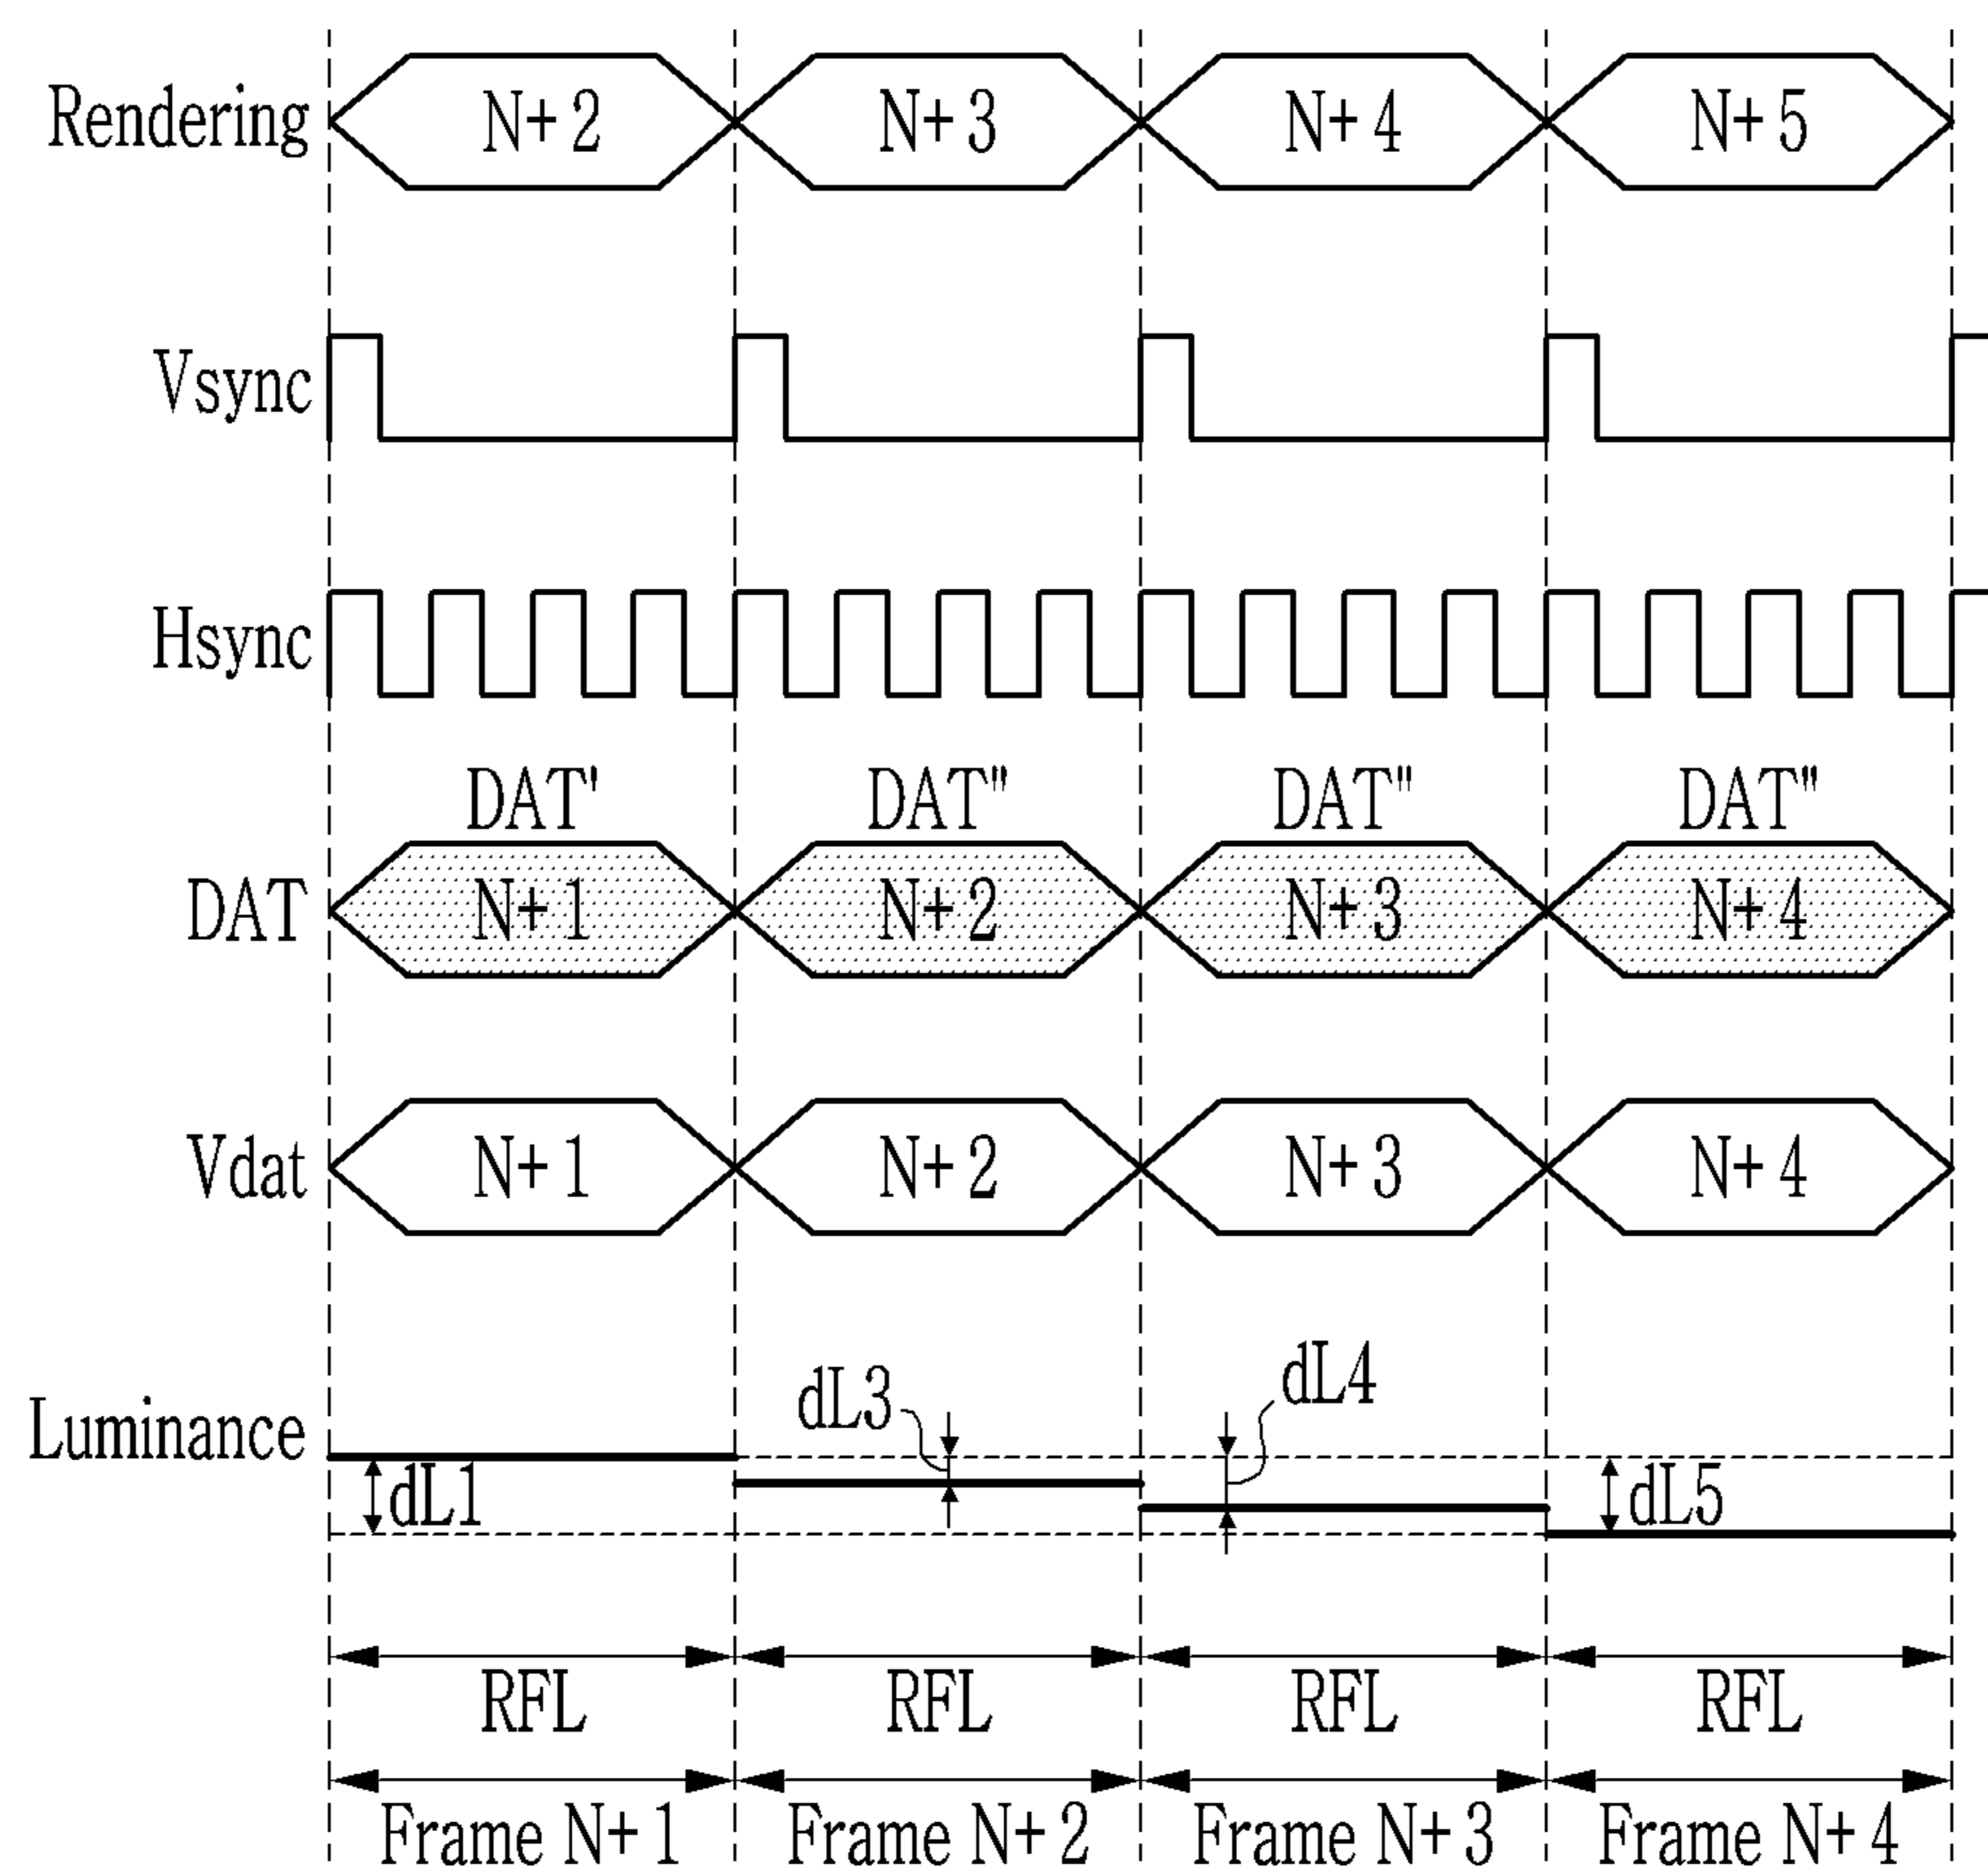 Rendering N+2 N+3 N+4 N+5
Vsync
Hsync
DAT' DAT" DAT" DAT"
DAT N+1 N+2 N+3 N+4
Vdat N+1 N+2 N+3 N+4
dL3 dL4
Luminance
dL1 dL5
RFL RFL RFL RFL
Frame N+1 Frame N+2 Frame N+3 Frame N+4